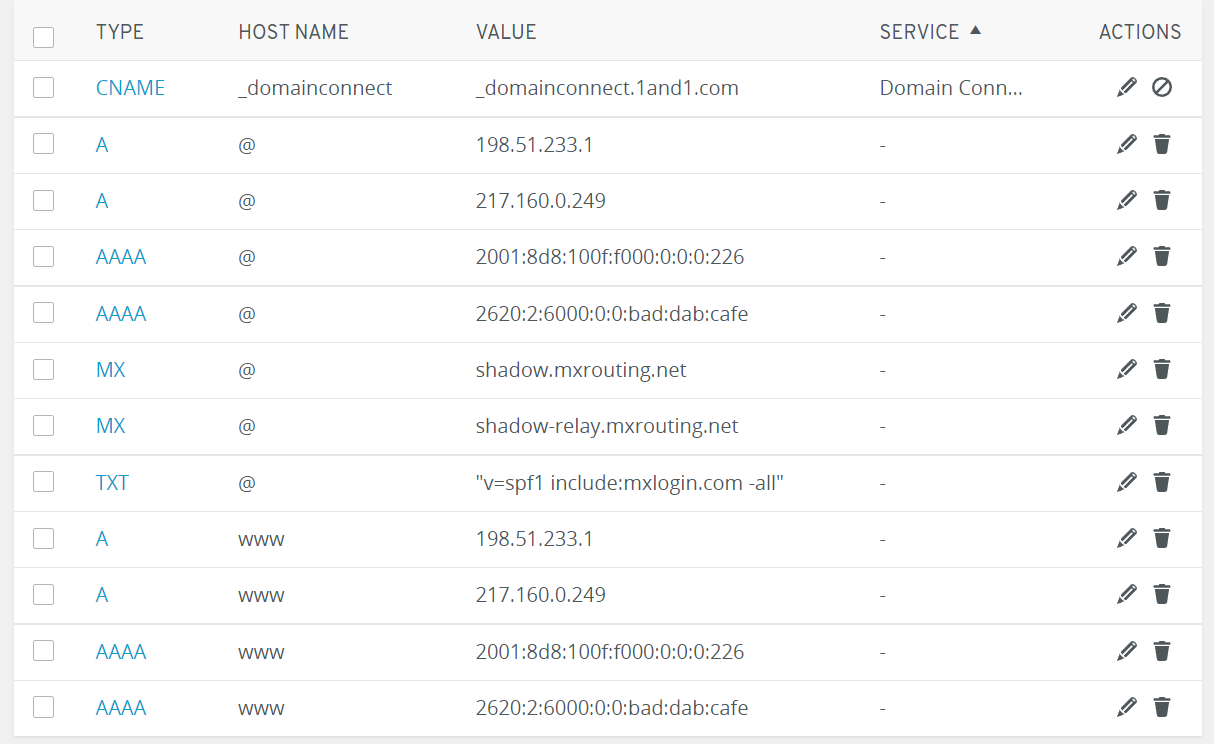 TYPE HOST NAME VALUE SERVICE ▲ ACTIONS
CNAME _domainconnect _domainconnect.1and1.com Domain Conn...
A @ 198.51.233.1 -
A @ 217.160.0.249 -
AAAA @ 2001:8d8:100f:f000:0:0:0:226 -
AAAA @ 2620:2:6000:0:0:bad:dab:cafe -
MX @ shadow.mxrouting.net -
MX @ shadow-relay.mxrouting.net -
TXT @ "v=spf1 include:mxlogin.com -all" -
A www 198.51.233.1 -
A www 217.160.0.249 -
AAAA www 2001:8d8:100f:f000:0:0:0:226 -
AAAA www 2620:2:6000:0:0:bad:dab:cafe -